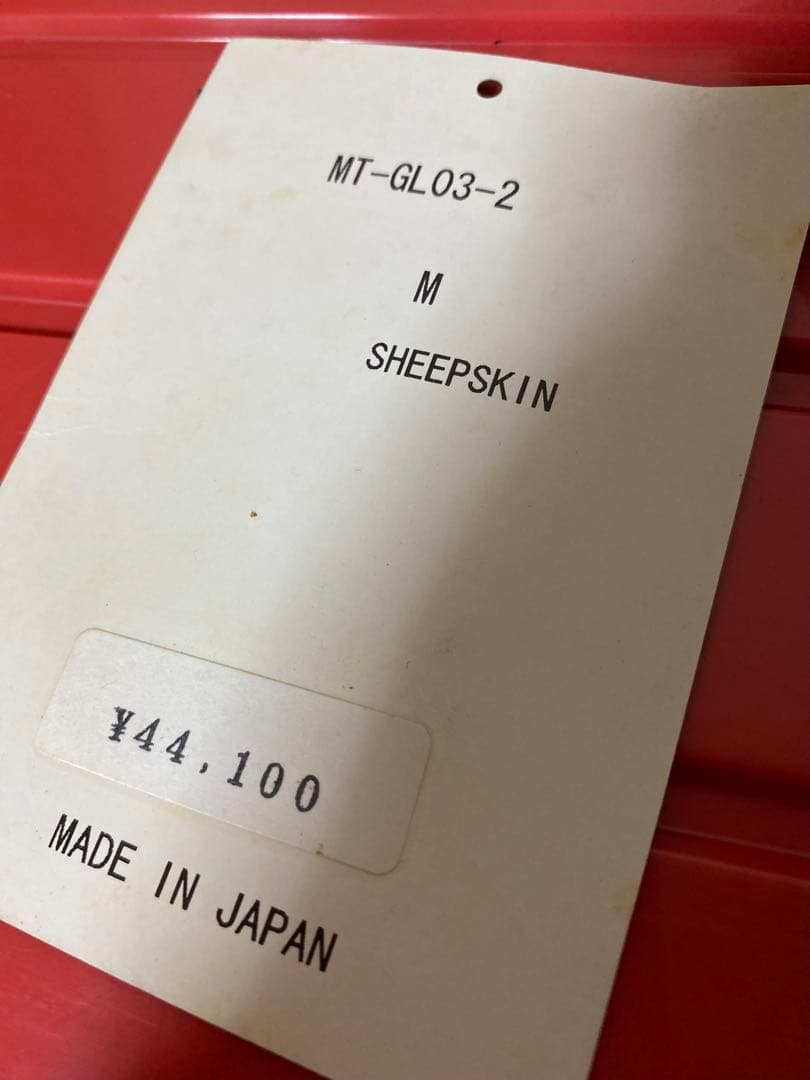 MT-GL03-2
M
SHEEPSKIN
¥44,100
MADE IN JAPAN